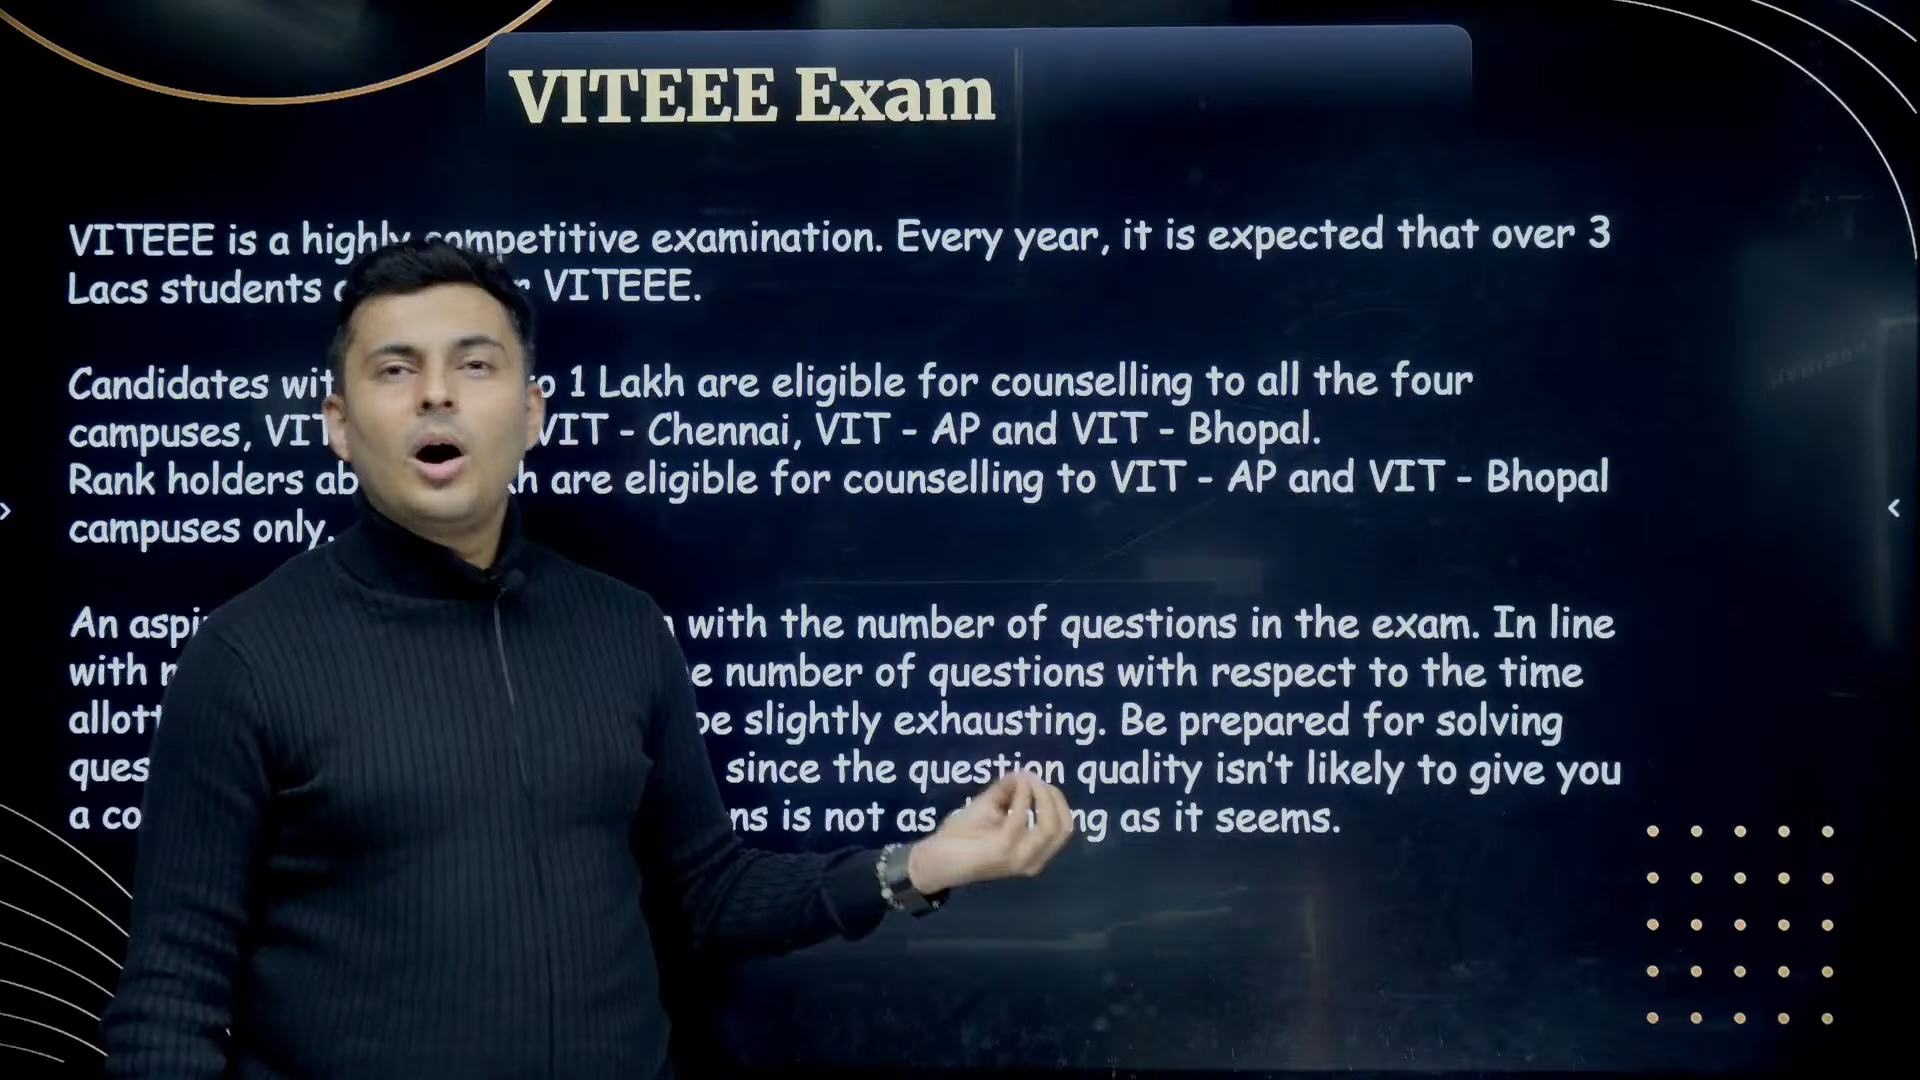 VITEEE Exam
VITEEE is a highly competitive examination. Every year, it is expected that over 3
Lacs students VITEEE.
Candidates 1 Lakh are eligible for counselling to all the four
campuses, VIT - Chennai, VIT - AP and VIT - Bhopal.
Rank holders are eligible for counselling to VIT - AP and VIT - Bhopal
campuses only.
An with the number of questions in the exam. In line
with number of questions with respect to the time
slightly exhausting. Be prepared for solving
since the question quality isn't likely to give you
a is not as as it seems.